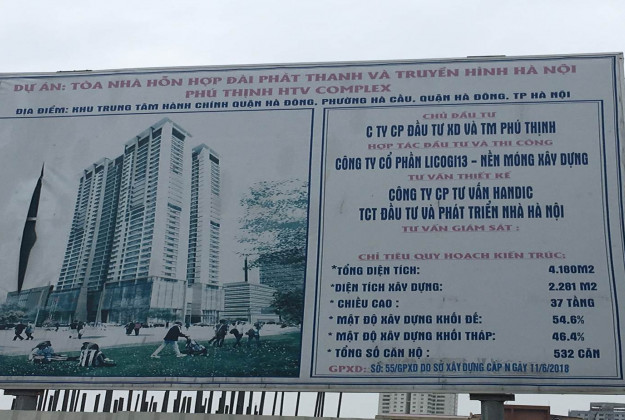 DỰ ÁN: TÒA NHÀ HỖN HỢP ĐÀI PHÁT THANH VÀ TRUYỀN HÌNH HÀ NỘI
PHÚ THỊNH HTV COMPLEX
ĐỊA ĐIỂM: KHU TRUNG TÂM HÀNH CHÍNH QUẬN HÀ ĐÔNG, PHƯỜNG HÀ CẦU, QUẬN HÀ ĐÔNG, TP HÀ NỘI
CHỦ ĐẦU TƯ
C TY CP ĐẦU TƯ XD VÀ TM PHÚ THỊNH
HỢP TÁC ĐẦU TƯ VÀ THI CÔNG
CÔNG TY CỔ PHẦN LICOGI13 - NỀN MÓNG XÂY DỰNG
TƯ VẤN THIẾT KẾ
CÔNG TY CP TƯ VẤN HANDIC
TCT ĐẦU TƯ VÀ PHÁT TRIỂN NHÀ HÀ NỘI
TƯ VẤN GIÁM SÁT :
CHỈ TIÊU QUY HOẠCH KIẾN TRÚC:
*TỔNG DIỆN TÍCH: 4.180M2
*DIỆN TÍCH XÂY DỰNG: 2.281 M2
* CHIỀU CAO : 37 TẦNG
* MẬT ĐỘ XÂY DỰNG KHỐI ĐẾ: 54.6%
* MẬT ĐỘ XÂY DỰNG KHỐI THÁP: 46.4%
* TỔNG SỐ CĂN HỘ : 532 CĂN
GPXD: SỐ: 55/GPXD DO SỞ XÂY DỰNG CẤP N GÀY 11/6/2018